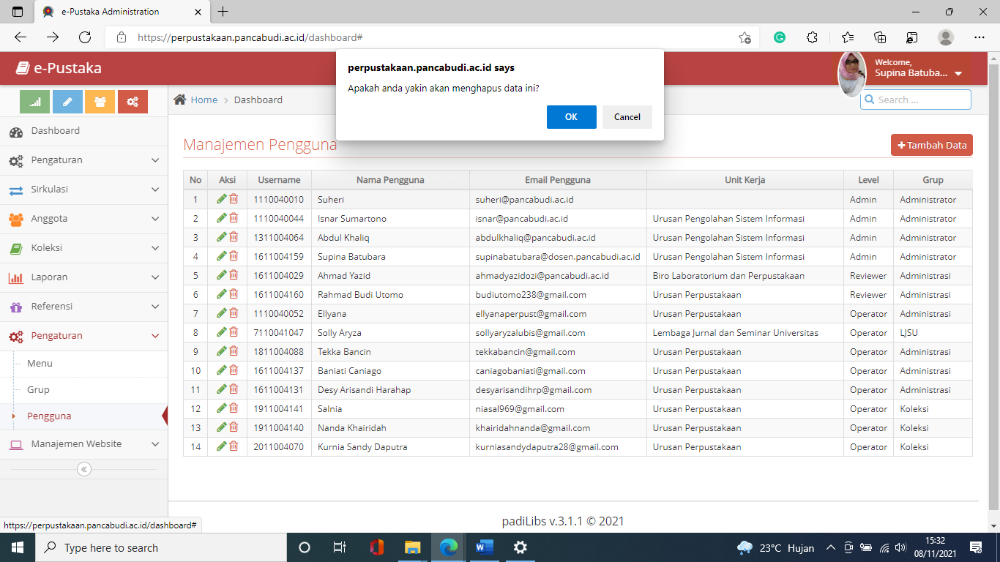 e-Pustaka Administration
https://perpustakaan.pancabudi.ac.id/dashboard#
perpustakaan.pancabudi.ac.id says
Apakah anda yakin akan menghapus data ini?
OK Cancel
e-Pustaka
Welcome,
Supina Batuba...
Home > Dashboard
Search ...
Dashboard
Pengaturan
Sirkulasi
Anggota
Koleksi
Laporan
Referensi
Pengaturan
Menu
Grup
Pengguna
Manajemen Website
Manajemen Pengguna
+Tambah Data
No Aksi Username Nama Pengguna Email Pengguna Unit Kerja Level Grup
1 1110040010 Suheri suheri@pancabudi.ac.id Admin Administrator
2 1110040044 Isnar Sumartono isnar@pancabudi.ac.id Urusan Pengolahan Sistem Informasi Admin Administrator
3 1311004064 Abdul Khaliq abdulkhaliq@pancabudi.ac.id Urusan Pengolahan Sistem Informasi Admin Administrator
4 1611004159 Supina Batubara supinabatubara@dosen.pancabudi.ac.id Urusan Pengolahan Sistem Informasi Admin Administrator
5 1611004029 Ahmad Yazid ahmadyazidozi@pancabudi.ac.id Biro Laboratorium dan Perpustakaan Reviewer Administrasi
6 1611004160 Rahmad Budi Utomo budiutomo238@gmail.com Urusan Perpustakaan Reviewer Administrasi
7 1110040052 Ellyana ellyanaperpust@gmail.com Urusan Perpustakaan Operator Administrasi
8 7110041047 Solly Aryza sollyaryzalubis@gmail.com Lembaga Jurnal dan Seminar Universitas Operator LJSU
9 1811004088 Tekka Bancin tekkabancin@gmail.com Urusan Perpustakaan Operator Administrasi
10 1611004137 Baniati Caniago caniagobaniati@gmail.com Urusan Perpustakaan Operator Administrasi
11 1611004131 Desy Arisandi Harahap desyarisandihrp@gmail.com Urusan Perpustakaan Operator Administrasi
12 1911004141 Salnia niasal969@gmail.com Urusan Perpustakaan Operator Koleksi
13 1911004140 Nanda Khairidah khairidahnanda@gmail.com Urusan Perpustakaan Operator Koleksi
14 2011004070 Kurnia Sandy Daputra kurniasandydaputra28@gmail.com Urusan Perpustakaan Operator Koleksi
padiLibs v.3.1.1 © 2021
https://perpustakaan.pancabudi.ac.id/dashboard#
Type here to search
23°C Hujan
15:32
08/11/2021